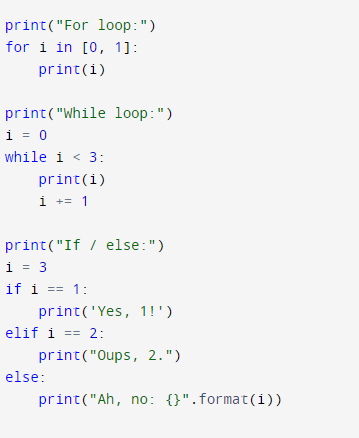 print("For loop:")
for i in [0, 1]:
    print(i)

print("While loop:")
i = 0
while i < 3:
    print(i)
    i += 1

print("If / else:")
i = 3
if i == 1:
    print('Yes, 1!')
elif i == 2:
    print("Oups, 2.")
else:
    print("Ah, no: {}".format(i))